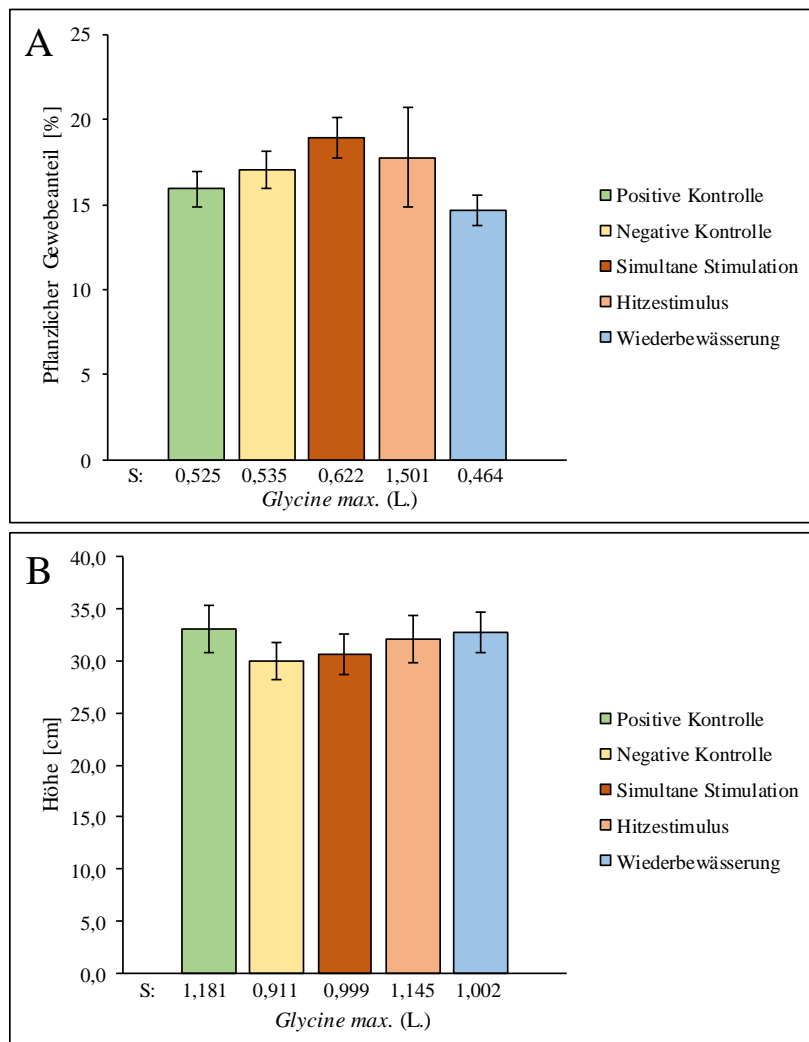 A
25
20
15
10
5
0
Pflanzlicher Gewebeanteil [%]
S: 0,525 0,535 0,622 1,501 0,464
Glycine max. (L.)
Positive Kontrolle
Negative Kontrolle
Simultane Stimulation
Hitzestimulus
Wiederbewässerung
B
40,0
35,0
30,0
25,0
20,0
15,0
10,0
5,0
0,0
Höhe [cm]
S: 1,181 0,911 0,999 1,145 1,002
Glycine max. (L.)
Positive Kontrolle
Negative Kontrolle
Simultane Stimulation
Hitzestimulus
Wiederbewässerung